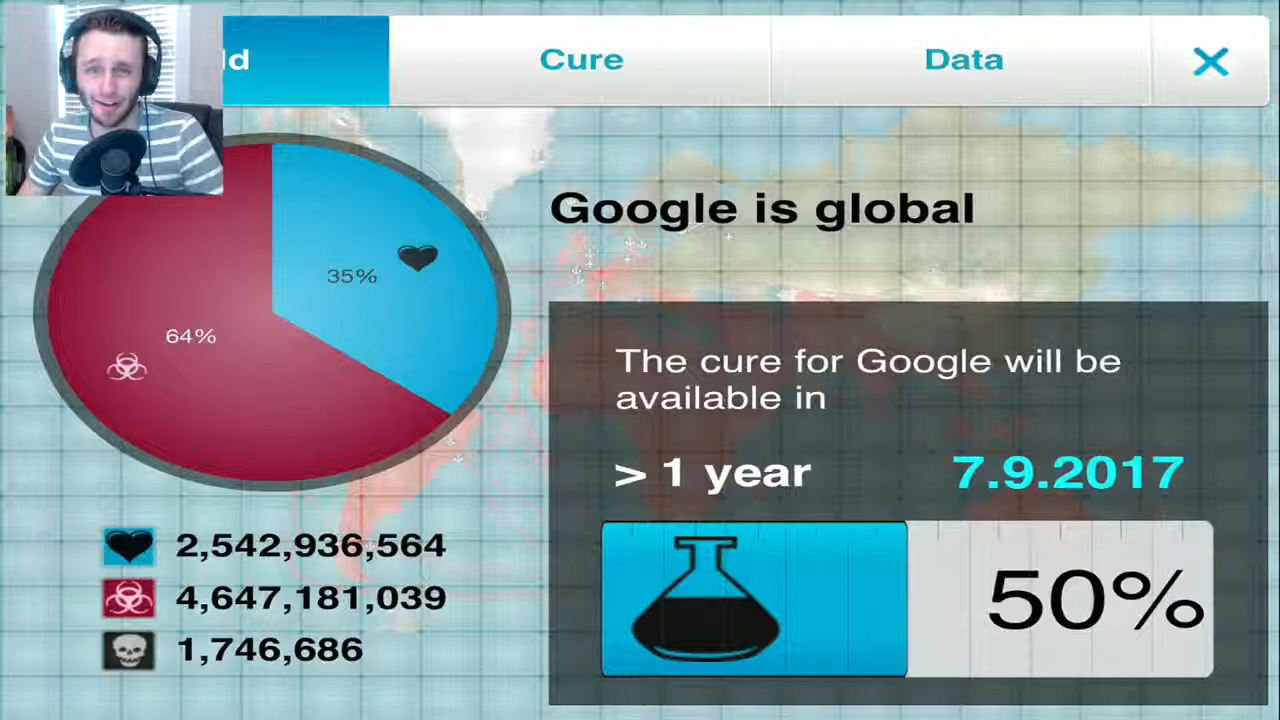 ld
Cure
Data
Google is global
35%
64%
The cure for Google will be
available in
> 1 year
7.9.2017
2,542,936,564
4,647,181,039
1,746,686
50%